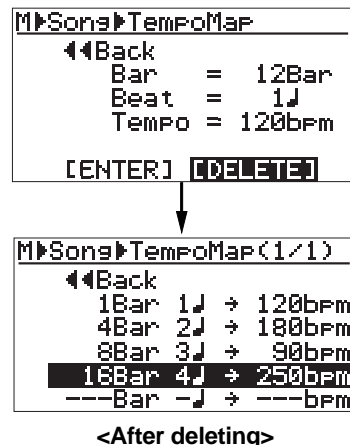 M▶Song▶TempoMap
◀◀Back
Bar = 12Bar
Beat = 1♩
Tempo = 120bpm
[ENTER] [DELETE]
M▶Song▶TempoMap(1/1)
◀◀Back
1Bar 1♩ → 120bpm
4Bar 2♩ → 180bpm
8Bar 3♩ → 90bpm
16Bar 4♩ → 250bpm
---Bar -♩ → ---bpm
<After deleting>